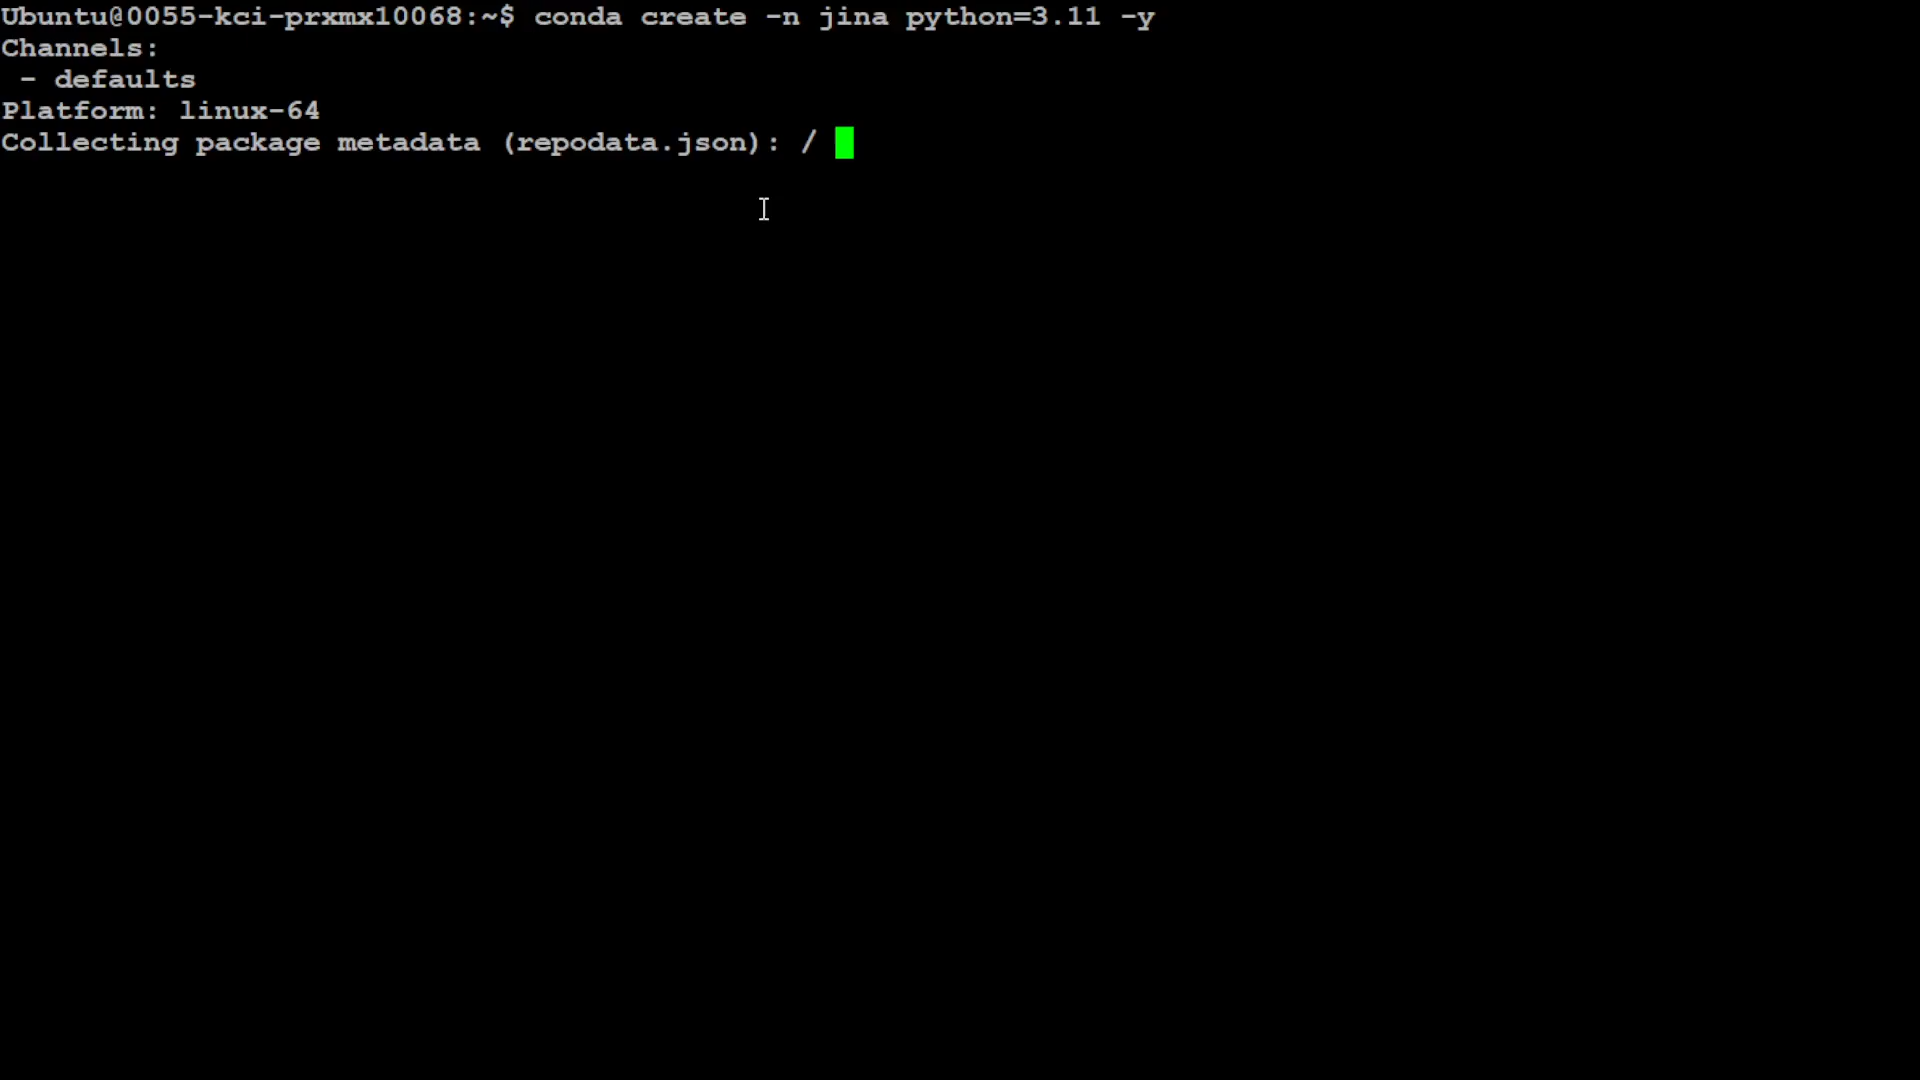 Ubuntu@0055-kci-prxmx10068:~$ conda create -n jina python=3.11 -y
Channels:
 - defaults
Platform: linux-64
Collecting package metadata (repodata.json): /